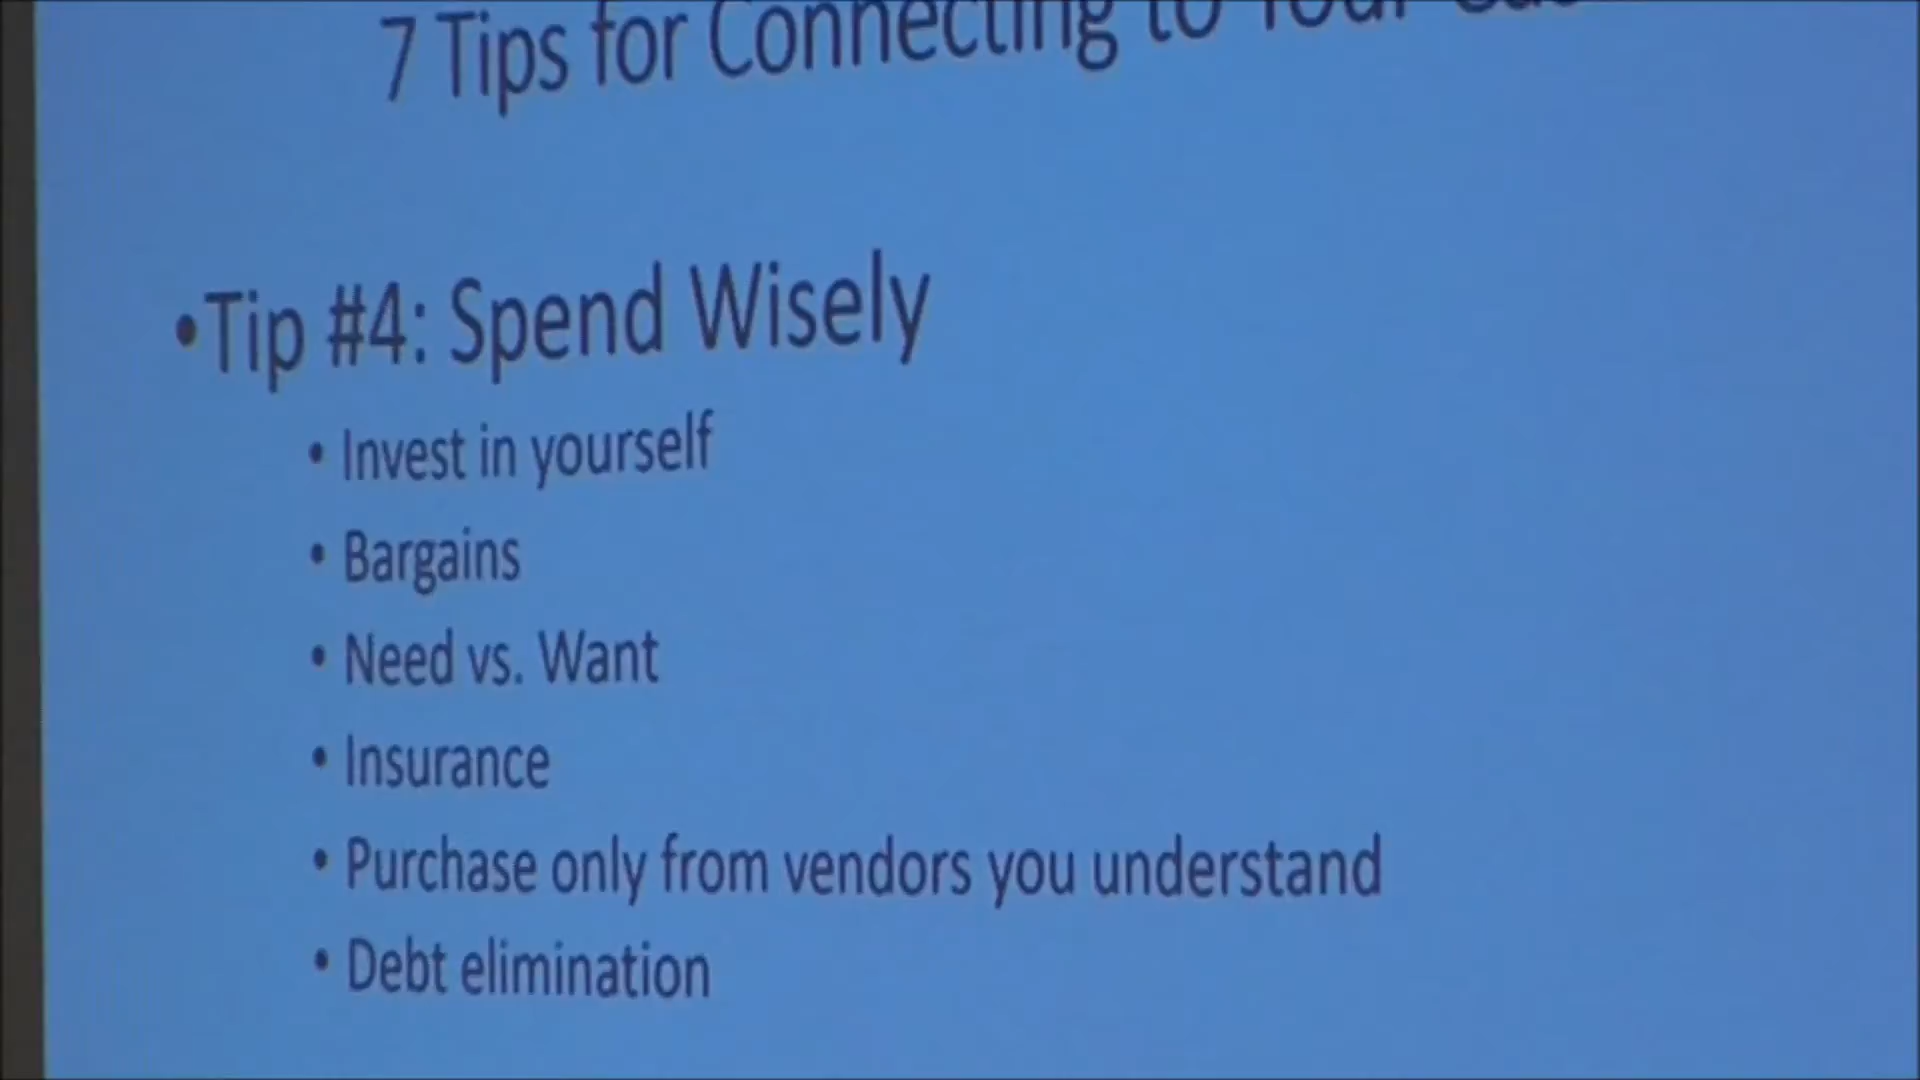 7 Tips for Connecting to Your
•Tip #4: Spend Wisely
• Invest in yourself
• Bargains
• Need vs. Want
• Insurance
• Purchase only from vendors you understand
• Debt elimination